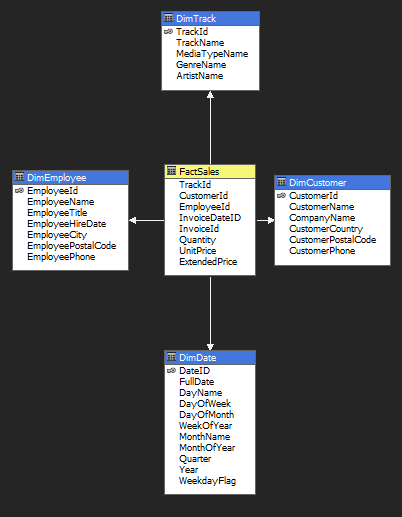 DimTrack
TrackId
TrackName
MediaTypeName
GenreName
ArtistName
DimEmployee
EmployeeId
EmployeeName
EmployeeTitle
EmployeeHireDate
EmployeeCity
EmployeePostalCode
EmployeePhone
FactSales
TrackId
CustomerId
EmployeeId
InvoiceDateID
InvoiceId
Quantity
UnitPrice
ExtendedPrice
DimCustomer
CustomerId
CustomerName
CompanyName
CustomerCountry
CustomerPostalCode
CustomerPhone
DimDate
DateID
FullDate
DayName
DayOfWeek
DayOfMonth
WeekOfYear
MonthName
MonthOfYear
Quarter
Year
WeekdayFlag